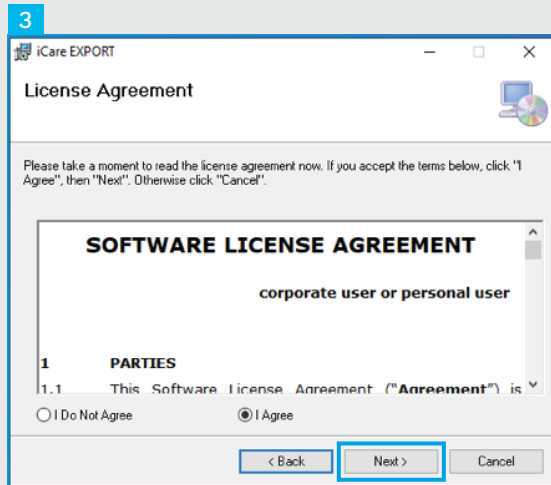 3
iCare EXPORT
License Agreement
Please take a moment to read the license agreement now. If you accept the terms below, click "I
Agree", then "Next". Otherwise click "Cancel".
SOFTWARE LICENSE AGREEMENT
corporate user or personal user
1 PARTIES
1.1 This Software License Agreement ("Agreement") is
I Do Not Agree I Agree
< Back Next > Cancel